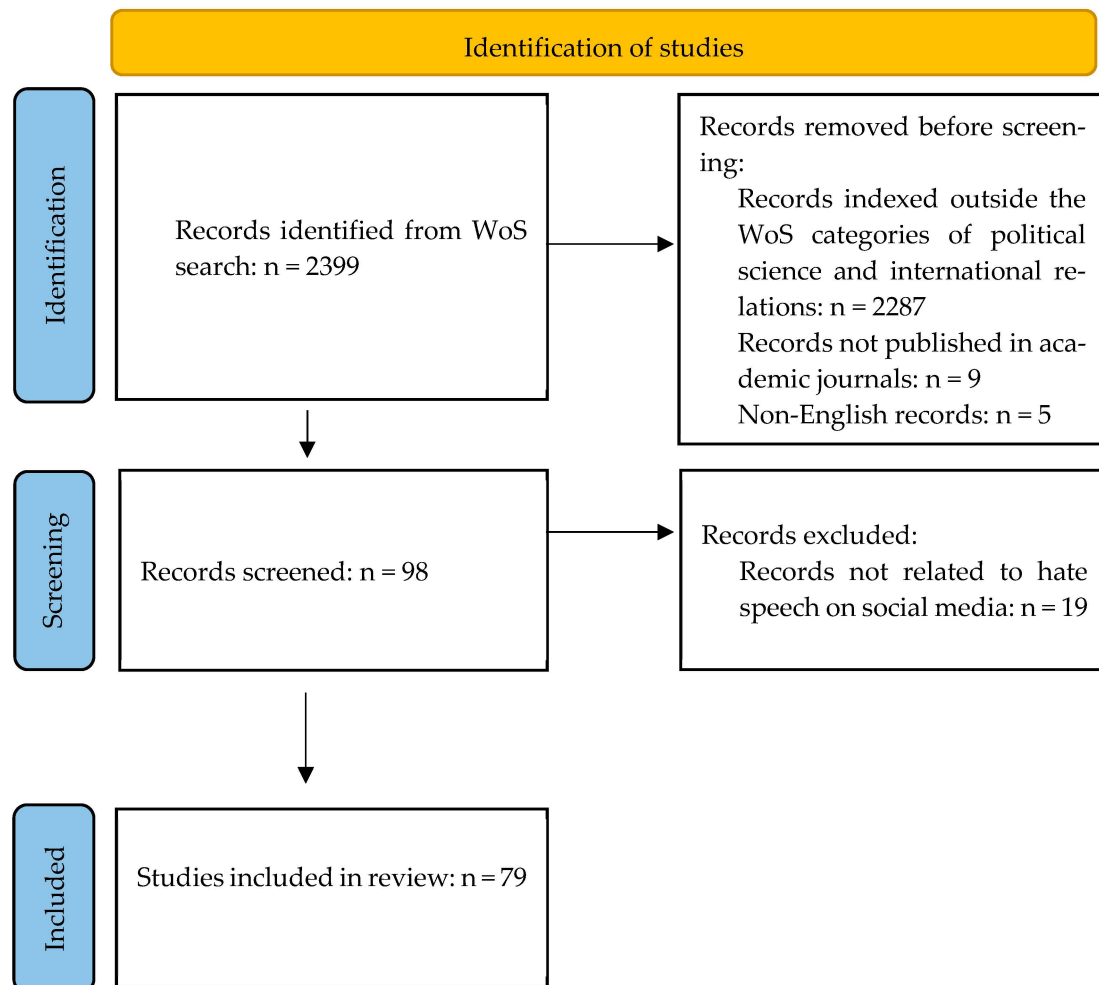 Identification of studies
Identification
Records identified from WoS
search: n = 2399
Records removed before screen-
ing:
Records indexed outside the
WoS categories of political
science and international re-
lations: n = 2287
Records not published in aca-
demic journals: n = 9
Non-English records: n = 5
Screening
Records screened: n = 98
Records excluded:
Records not related to hate
speech on social media: n = 19
Included
Studies included in review: n = 79